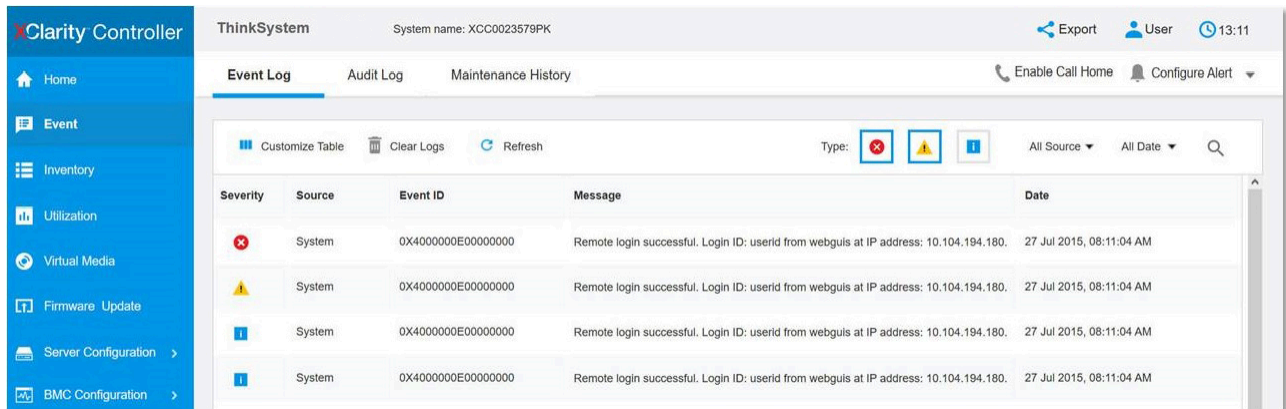 XClarity Controller
ThinkSystem System name: XCC0023579PK Export User 13:11
Home
Event Log Audit Log Maintenance History Enable Call Home Configure Alert
Event
Customize Table Clear Logs Refresh Type: All Source All Date
Inventory
Severity Source Event ID Message Date
Utilization
System 0X4000000E00000000 Remote login successful. Login ID: userid from webguis at IP address: 10.104.194.180. 27 Jul 2015, 08:11:04 AM
Virtual Media
System 0X4000000E00000000 Remote login successful. Login ID: userid from webguis at IP address: 10.104.194.180. 27 Jul 2015, 08:11:04 AM
Firmware Update
System 0X4000000E00000000 Remote login successful. Login ID: userid from webguis at IP address: 10.104.194.180. 27 Jul 2015, 08:11:04 AM
Server Configuration
System 0X4000000E00000000 Remote login successful. Login ID: userid from webguis at IP address: 10.104.194.180. 27 Jul 2015, 08:11:04 AM
BMC Configuration